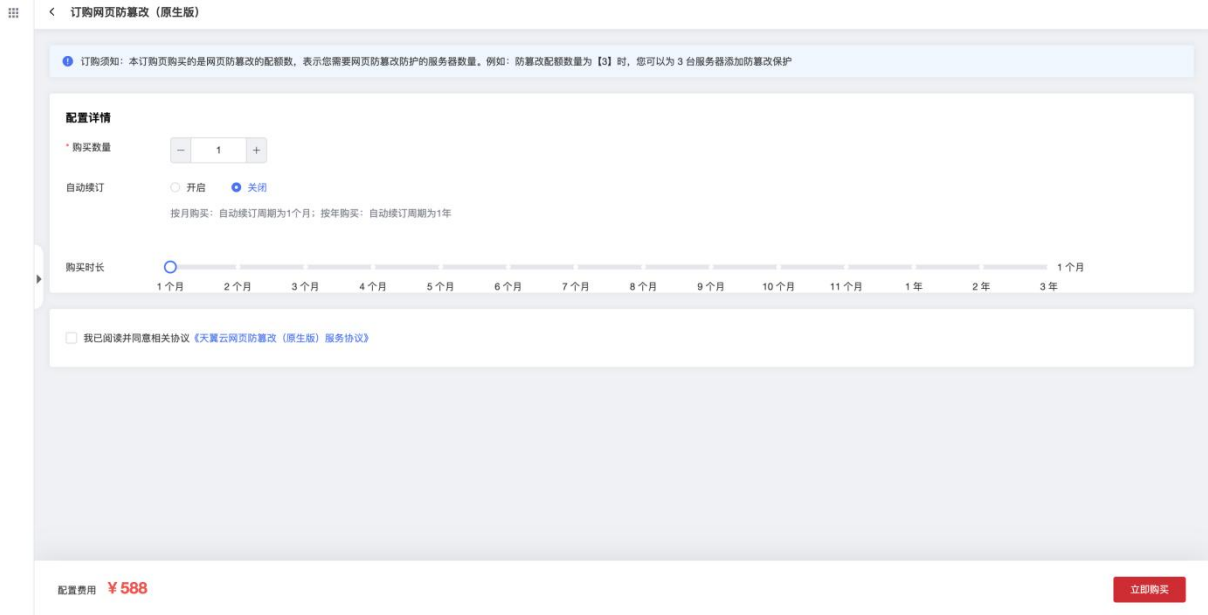 订购网页防篡改（原生版）
订购须知：本订购页购买的是网页防篡改的配额数，表示您需要网页防篡改防护的服务器数量。例如：防篡改配额数量为【3】时，您可以为 3 台服务器添加防篡改保护
配置详情
* 购买数量 － 1 +
自动续订 开启 关闭
按月购买：自动续订周期为1个月；按年购买：自动续订周期为1年
购买时长 1 个月
1 个月 2 个月 3 个月 4 个月 5 个月 6 个月 7 个月 8 个月 9 个月 10 个月 11 个月 1 年 2 年 3 年
我已阅读并同意相关协议《天翼云网页防篡改（原生版）服务协议》
配置费用 ￥588 立即购买